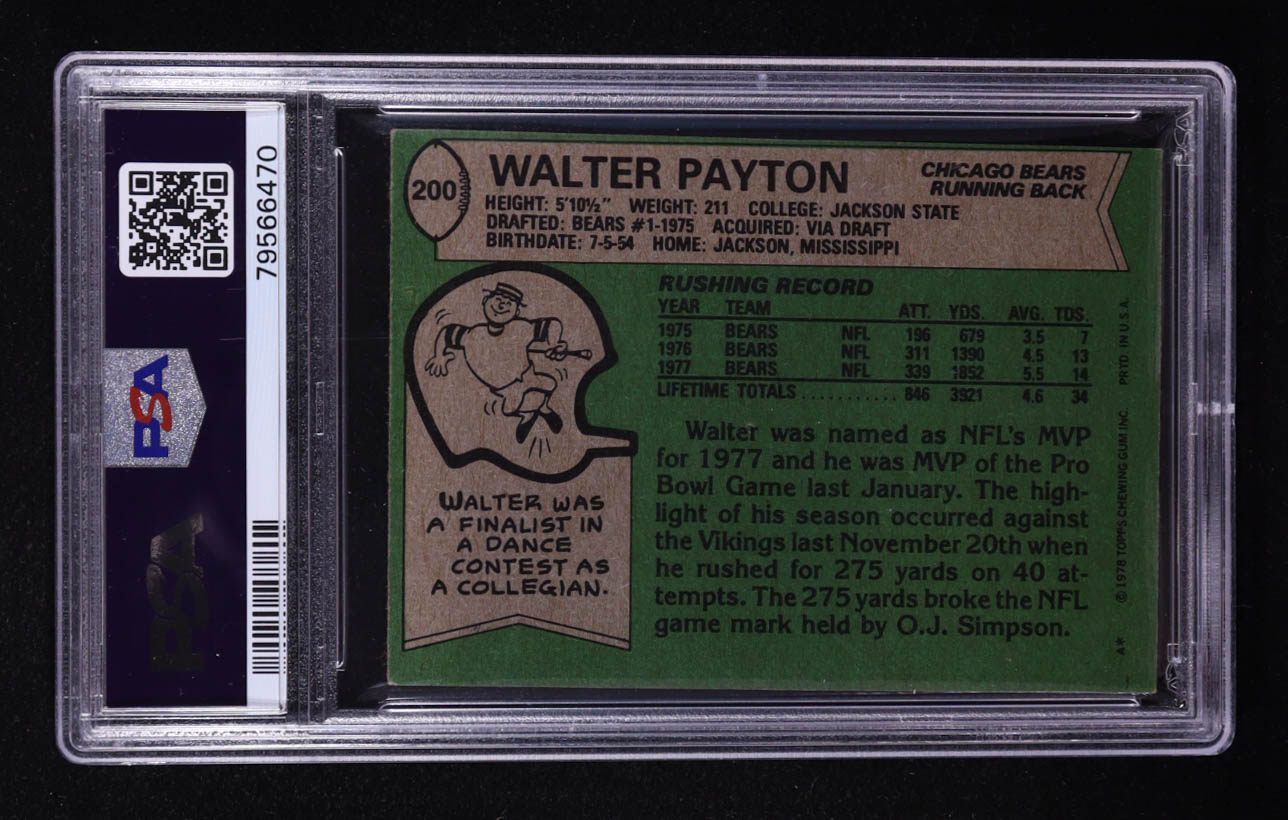 79566470
PSA
PSA
200
WALTER PAYTON
CHICAGO BEARS
RUNNING BACK
HEIGHT: 5'10½" WEIGHT: 211 COLLEGE: JACKSON STATE
DRAFTED: BEARS #1-1975 ACQUIRED: VIA DRAFT
BIRTHDATE: 7-5-54 HOME: JACKSON, MISSISSIPPI
RUSHING RECORD
YEAR TEAM ATT. YDS. AVG. TDS.
1975 BEARS NFL 196 679 3.5 7
1976 BEARS NFL 311 1390 4.5 13
1977 BEARS NFL 339 1852 5.5 14
LIFETIME TOTALS . . . . . . . . . . . 846 3921 4.6 34
WALTER WAS
A FINALIST IN
A DANCE
CONTEST AS
A COLLEGIAN.
Walter was named as NFL's MVP
for 1977 and he was MVP of the Pro
Bowl Game last January. The high-
light of his season occurred against
the Vikings last November 20th when
he rushed for 275 yards on 40 at-
tempts. The 275 yards broke the NFL
game mark held by O.J. Simpson.
A* © 1978 TOPPS CHEWING GUM INC. PRTD. IN U.S.A.